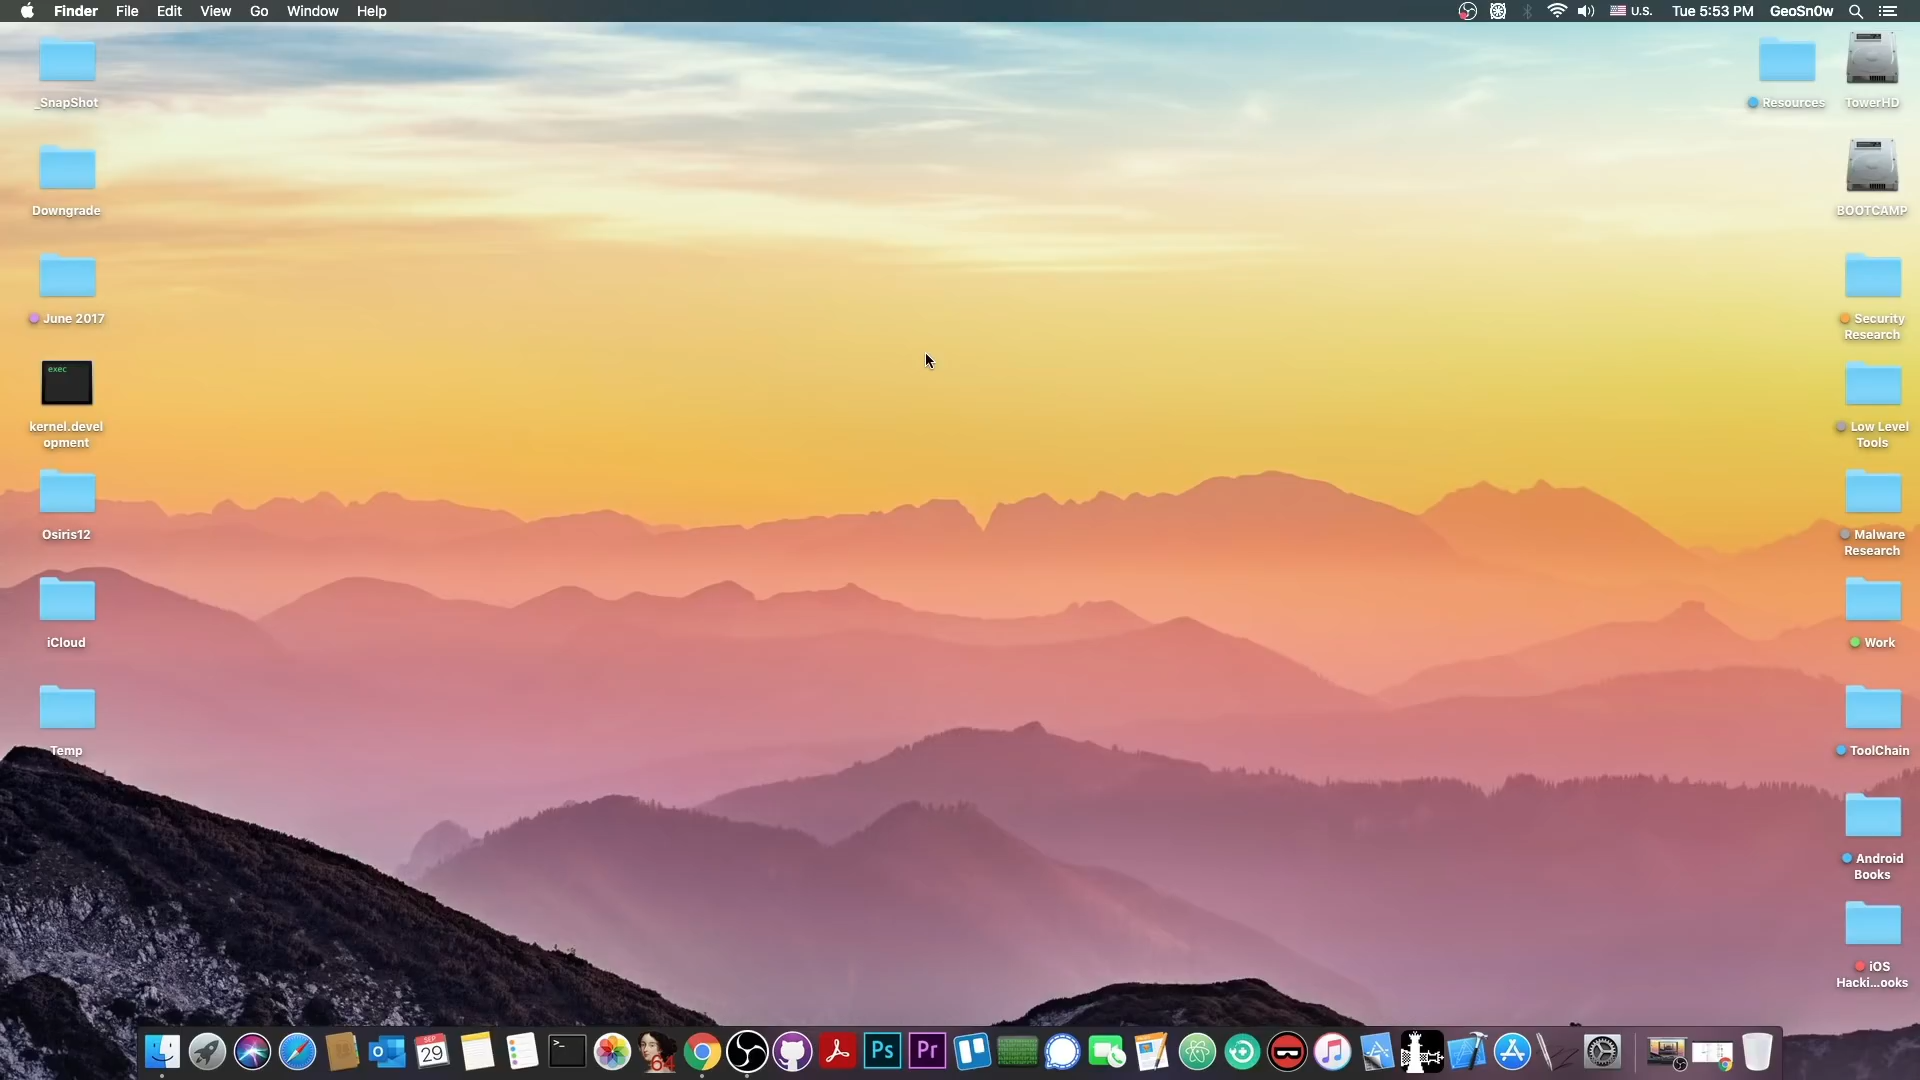 Finder File Edit View Go Window Help U.S. Tue 5:53 PM GeoSn0w
_SnapShot
Downgrade
June 2017
exec
kernel.devel
opment
Osiris12
iCloud
Temp
Resources
TowerHD
BOOTCAMP
Security
Research
Low Level
Tools
Malware
Research
Work
ToolChain
Android
Books
iOS
Hacki...ooks
SEP
29
>_
64
Ps
Pr